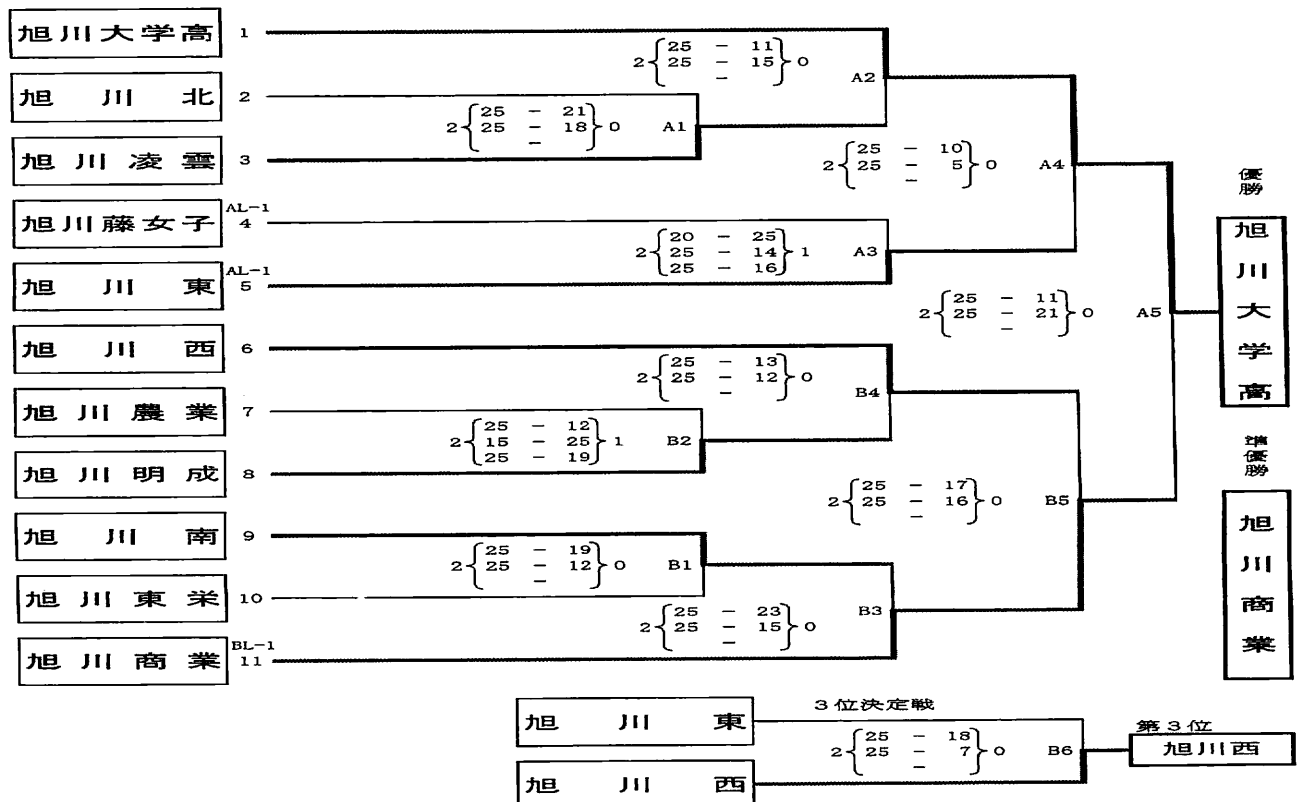 旭川大学高 1
2 25 - 11 0
25 - 15
-
A2
旭川北 2
2 25 - 21 0
25 - 18
-
A1
旭川凌雲 3
2 25 - 10 0
25 - 5
-
A4
AL-1
旭川藤女子 4
2 20 - 25 1
25 - 14
25 - 16
A3
AL-1
旭川東 5
2 25 - 11 0
25 - 21
-
A5
優勝
旭川大学高
旭川西 6
2 25 - 13 0
25 - 12
-
B4
旭川農業 7
2 25 - 12 1
15 - 25
25 - 19
B2
旭川明成 8
2 25 - 17 0
25 - 16
-
B5
準優勝
旭川商業
旭川南 9
2 25 - 19 0
25 - 12
-
B1
旭川東栄 10
2 25 - 23 0
25 - 15
-
B3
BL-1
旭川商業 11
3位決定戦
旭川東
2 25 - 18 0
25 - 7
-
B6
第3位
旭川西
旭川西